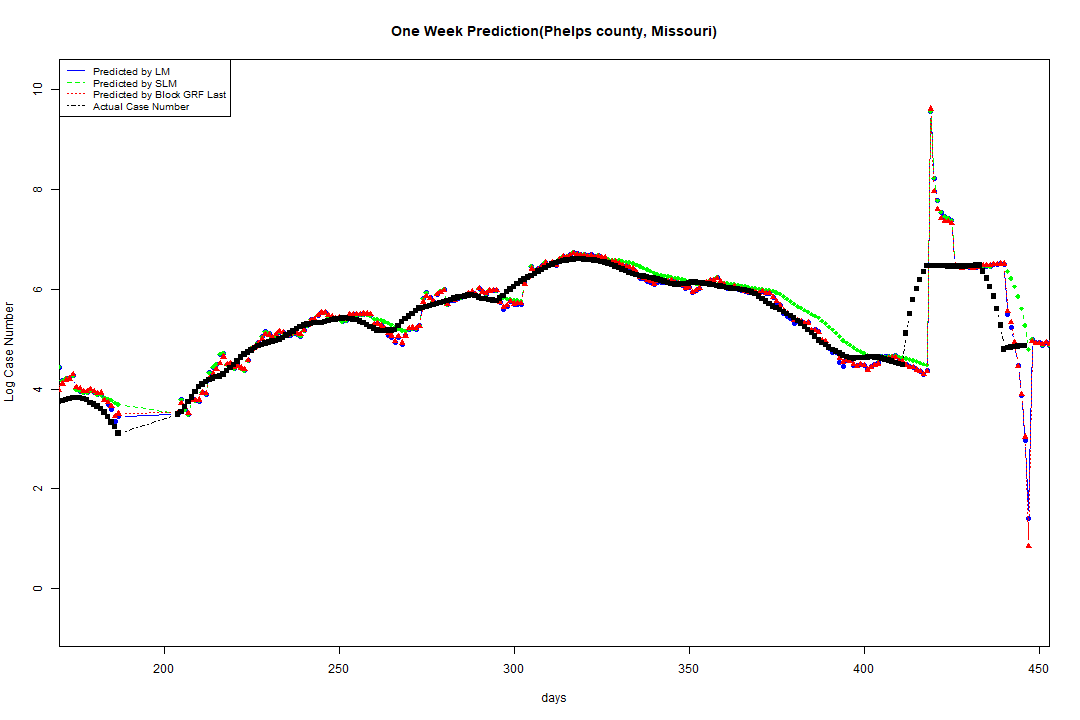 One Week Prediction(Phelps county, Missouri)
Predicted by LM
Predicted by SLM
Predicted by Block GRF Last
Actual Case Number
10
8
6
4
2
0
Log Case Number
200 250 300 350 400 450
days